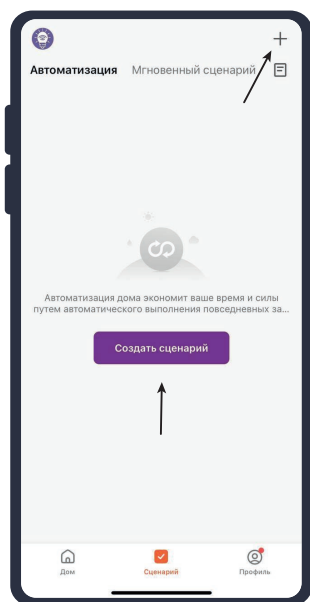 Автоматизация Мгновенный сценарий
Автоматизация дома экономит ваше время и силы
путем автоматического выполнения повседневных за...
Создать сценарий
Дом Сценарий Профиль